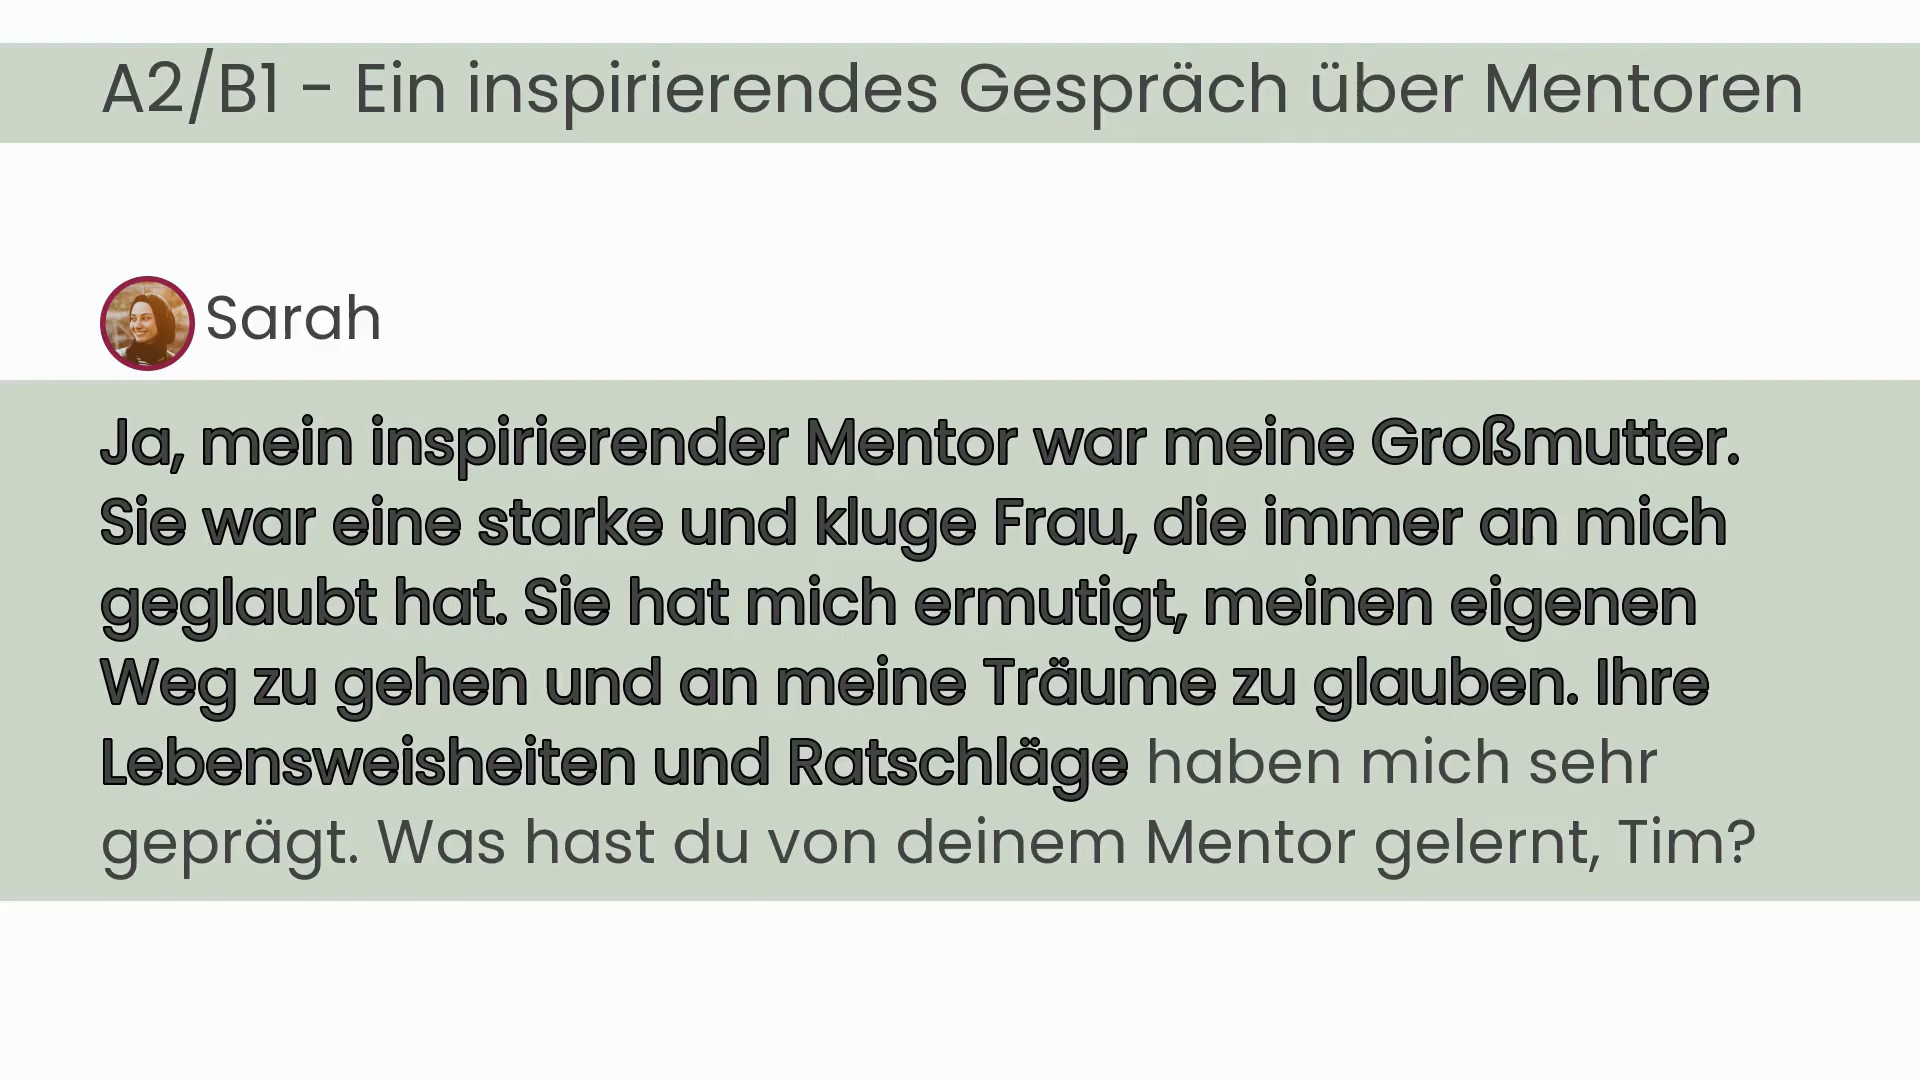 A2/B1 - Ein inspirierendes Gespräch über Mentoren
Sarah
Ja, mein inspirierender Mentor war meine Großmutter.
Sie war eine starke und kluge Frau, die immer an mich
geglaubt hat. Sie hat mich ermutigt, meinen eigenen
Weg zu gehen und an meine Träume zu glauben. Ihre
Lebensweisheiten und Ratschläge haben mich sehr
geprägt. Was hast du von deinem Mentor gelernt, Tim?